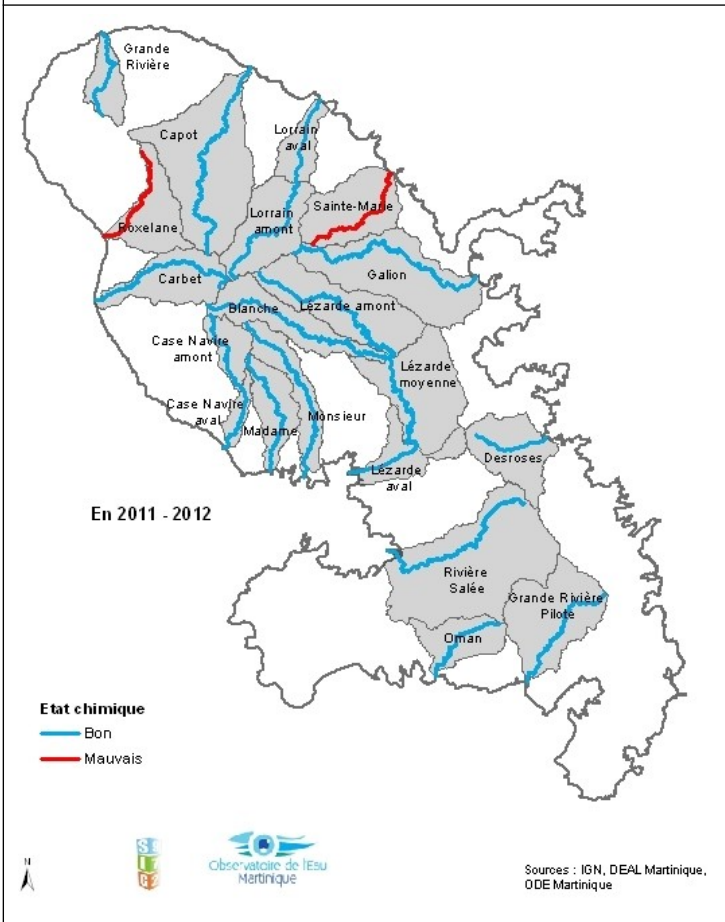 Grande
Rivière
Capot
Lorrain
aval
Roxelane
Lorrain
amont
Sainte-Marie
Carbet
Galion
Blanche
Lézarde amont
Case Navire
amont
Lézarde
moyenne
Case Navire
aval
Madame
Monsieur
Desroses
Lézarde
aval
En 2011 - 2012
Rivière
Salée
Grande Rivière
Pilote
Oman
Etat chimique
Bon
Mauvais
N
Observatoire de l'Eau
Martinique
Sources : IGN, DEAL Martinique,
ODE Martinique